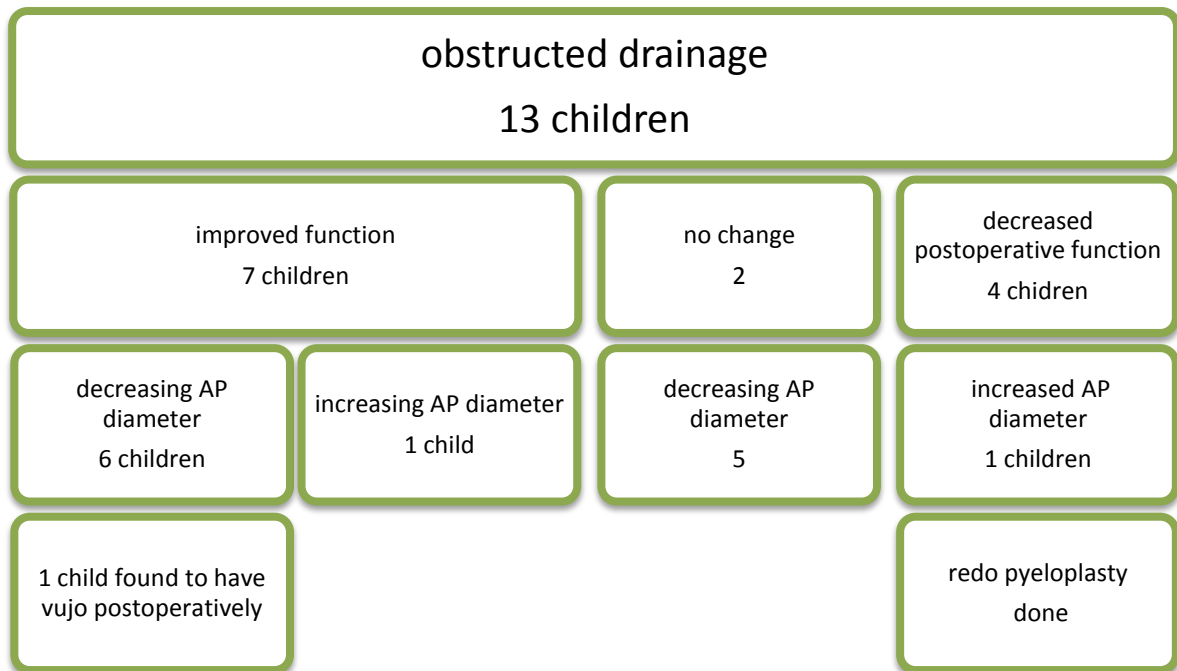 obstructed drainage
13 children
improved function
7 children
no change
2
decreased
postoperative function
4 chidren
decreasing AP
diameter
6 children
increasing AP diameter
1 child
decreasing AP
diameter
5
increased AP
diameter
1 children
1 child found to have
vujo postoperatively
redo pyeloplasty
done